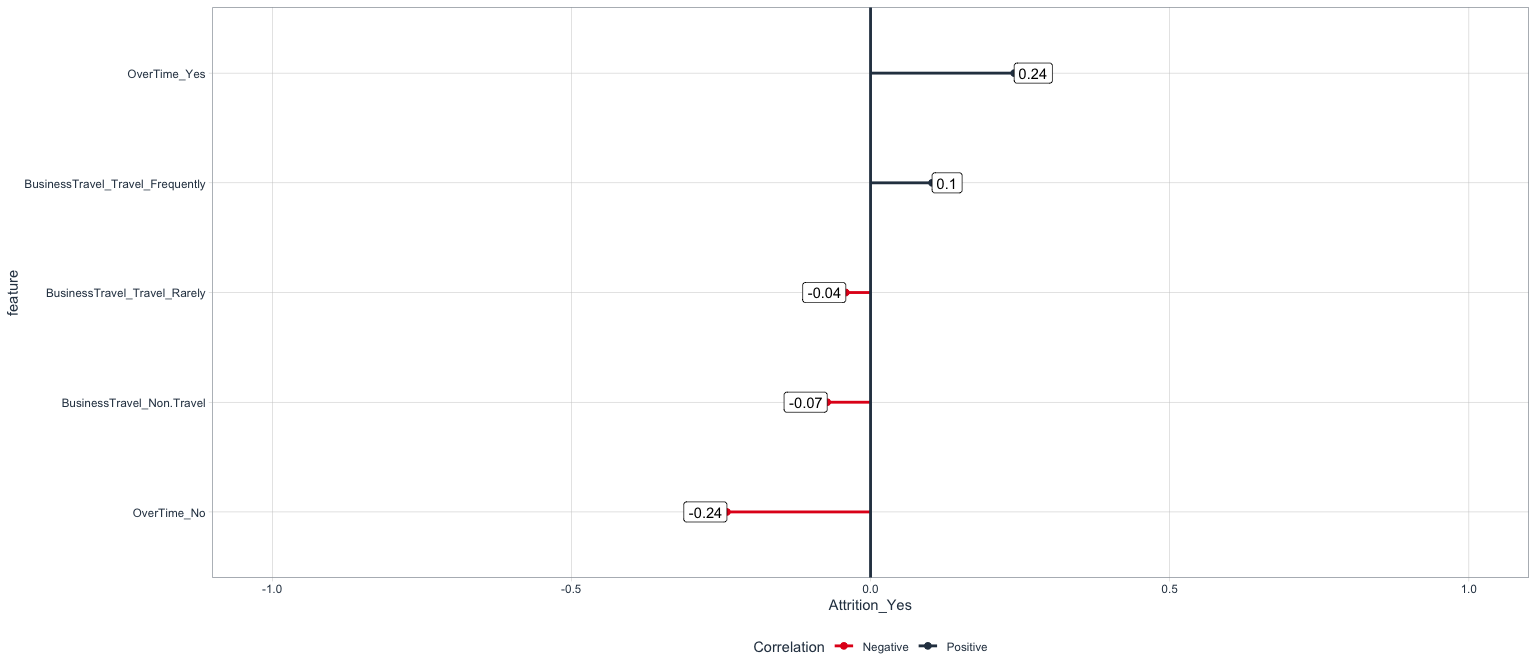 OverTime_Yes
0.24
BusinessTravel_Travel_Frequently
0.1
feature
BusinessTravel_Travel_Rarely
-0.04
BusinessTravel_Non.Travel
-0.07
OverTime_No
-0.24
-1.0 -0.5 0.0 0.5 1.0
Attrition_Yes
Correlation Negative Positive